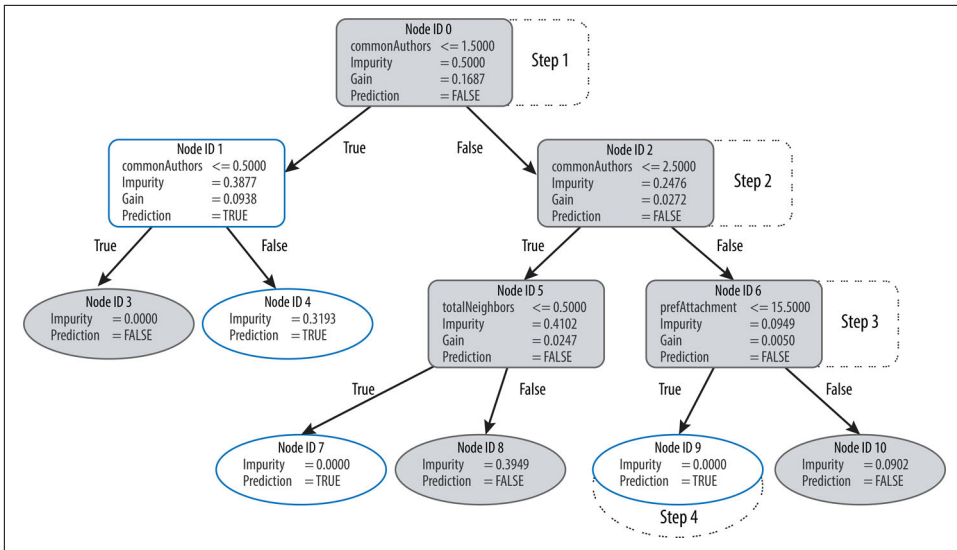 Node ID 0
commonAuthors <= 1.5000
Impurity = 0.5000
Gain = 0.1687
Prediction = FALSE
Step 1
True
False
Node ID 1
commonAuthors <= 0.5000
Impurity = 0.3877
Gain = 0.0938
Prediction = TRUE
Node ID 2
commonAuthors <= 2.5000
Impurity = 0.2476
Gain = 0.0272
Prediction = FALSE
Step 2
True
False
True
False
Node ID 3
Impurity = 0.0000
Prediction = FALSE
Node ID 4
Impurity = 0.3193
Prediction = TRUE
Node ID 5
totalNeighbors <= 0.5000
Impurity = 0.4102
Gain = 0.0247
Prediction = FALSE
Node ID 6
prefAttachment <= 15.5000
Impurity = 0.0949
Gain = 0.0050
Prediction = FALSE
Step 3
True
False
True
False
Node ID 7
Impurity = 0.0000
Prediction = TRUE
Node ID 8
Impurity = 0.3949
Prediction = FALSE
Node ID 9
Impurity = 0.0000
Prediction = TRUE
Node ID 10
Impurity = 0.0902
Prediction = FALSE
Step 4